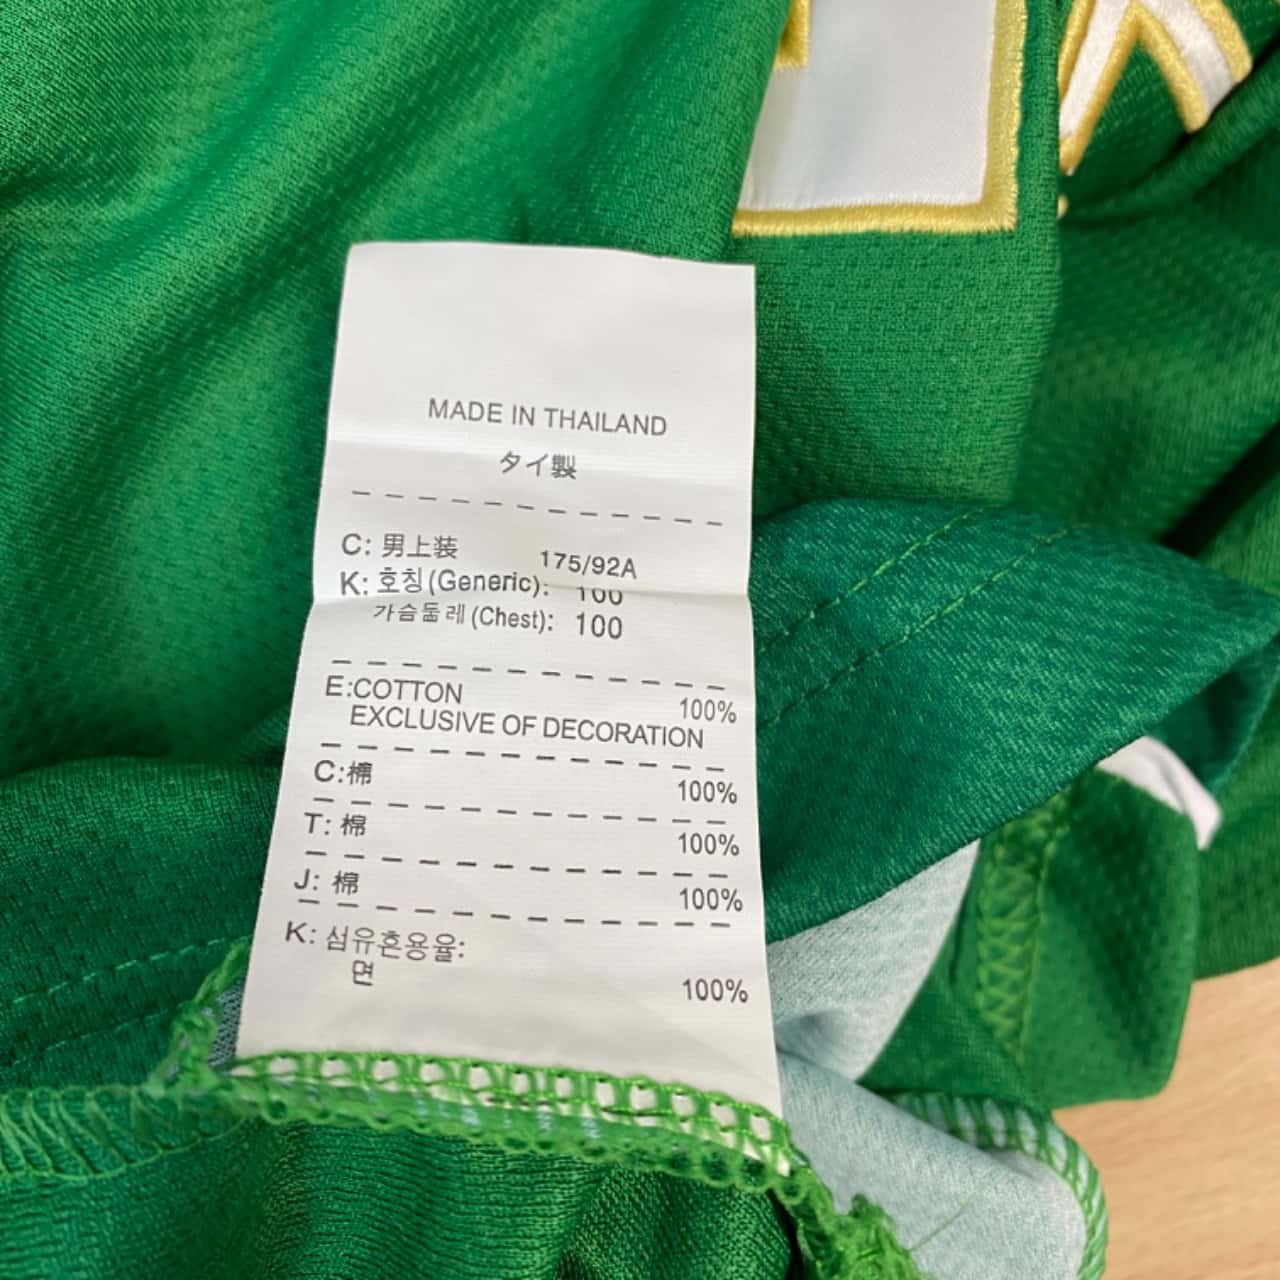 MADE IN THAILAND
タイ製
C: 男上装 175/92A
K: 호칭(Generic): 100
가슴둘레(Chest): 100
E:COTTON 100%
EXCLUSIVE OF DECORATION
C:棉 100%
T: 棉 100%
J: 棉 100%
K: 섬유혼용율:
면 100%